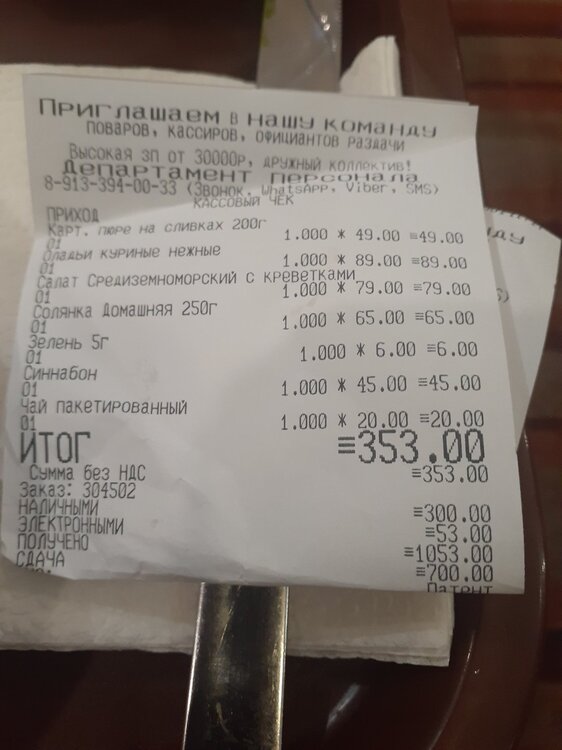 Приглашаем в нашу команду
поваров, кассиров, официантов раздачи
Высокая зп от 30000р, дружный коллектив!
Департамент персонала
8-913-394-00-33 (Звонок, WhatsApp, Viber, SMS)
КАССОВЫЙ ЧЕК
ПРИХОД
Карт. пюре на сливках 200г
01 1.000 * 49.00 =49.00
Оладьи куриные нежные
01 1.000 * 89.00 =89.00
Салат Средиземноморский с креветками
01 1.000 * 79.00 =79.00
Солянка Домашняя 250г
01 1.000 * 65.00 =65.00
Зелень 5г
01 1.000 * 6.00 =6.00
Синнабон
01 1.000 * 45.00 =45.00
Чай пакетированный
01 1.000 * 20.00 =20.00
ИТОГ =353.00
Сумма без НДС =353.00
Заказ: 304502
НАЛИЧНЫМИ =300.00
ЭЛЕКТРОННЫМИ =53.00
ПОЛУЧЕНО =1053.00
СДАЧА =700.00
Патент